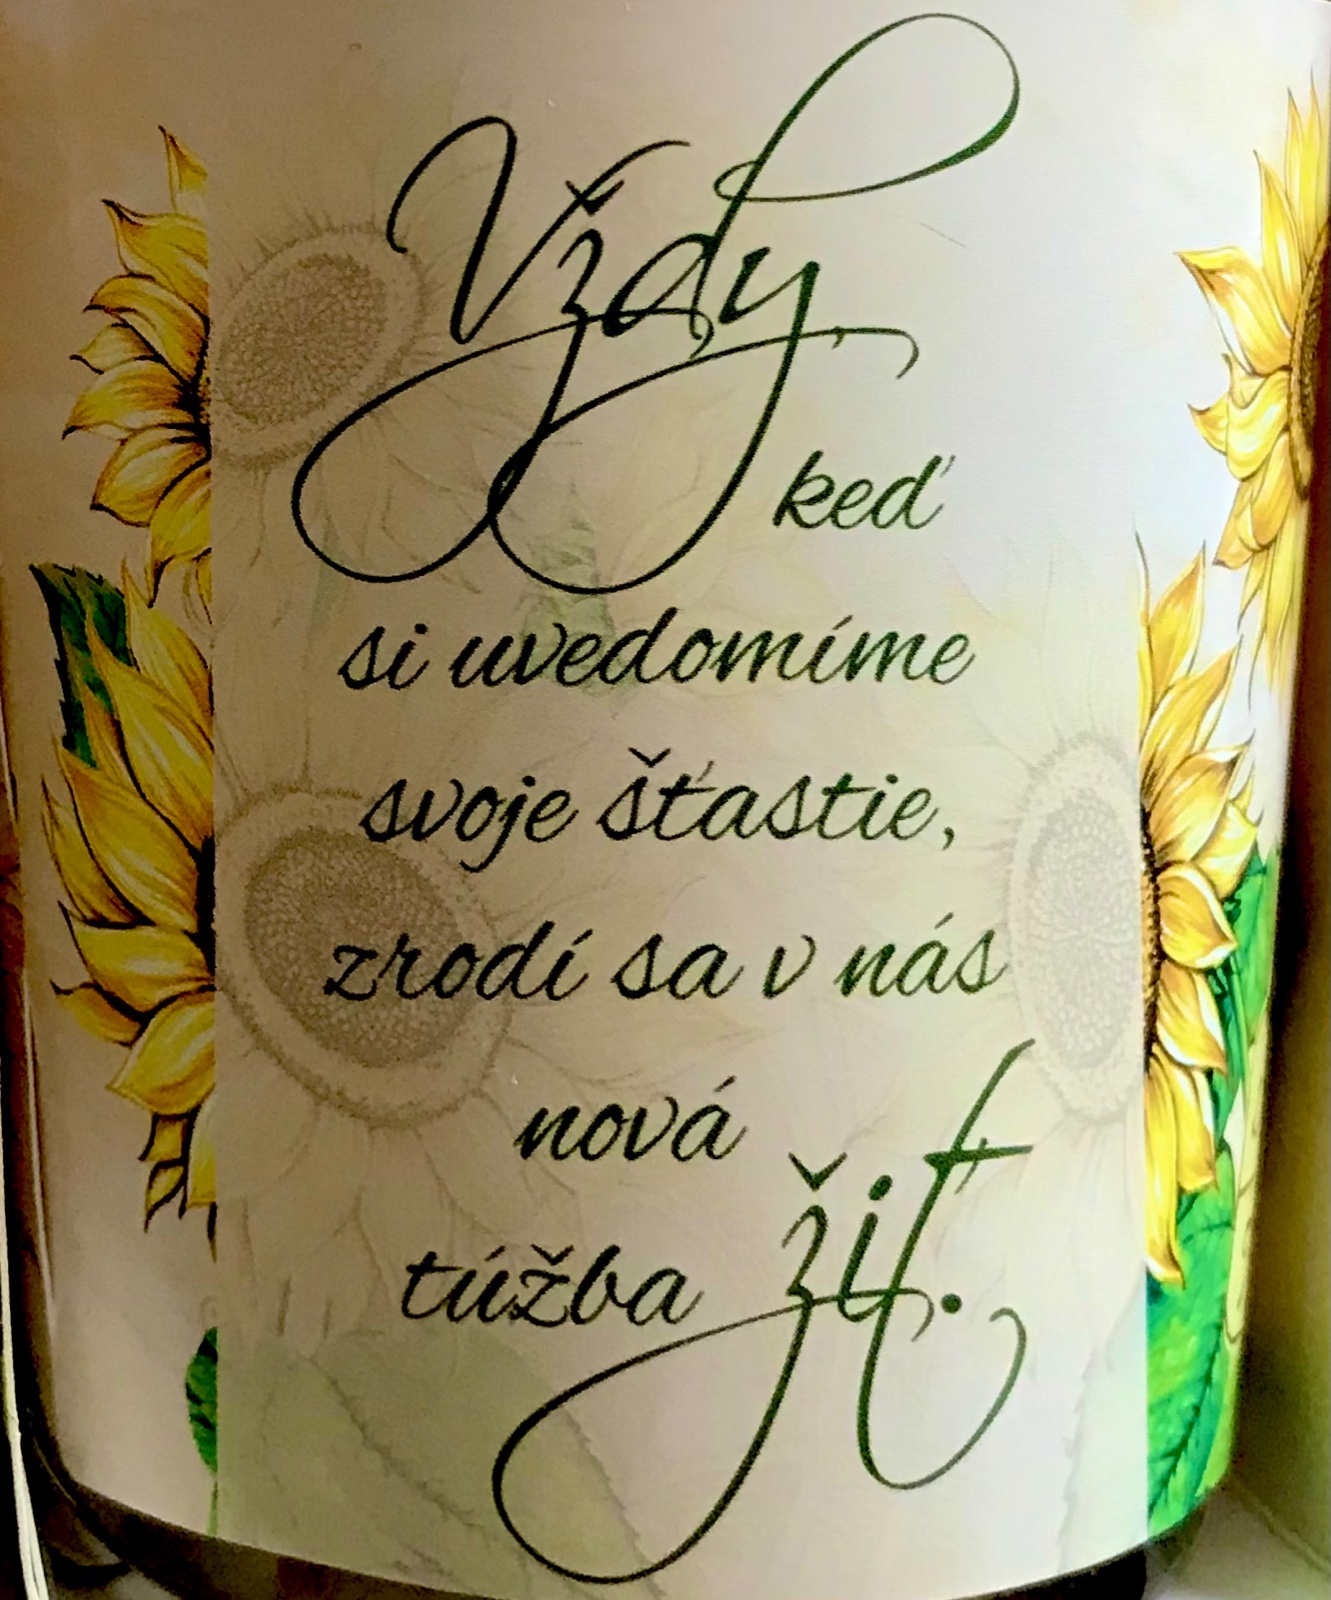 Vždy
keď
si uvedomíme
svoje šťastie,
zrodí sa v nás
nová
túžba žiť.